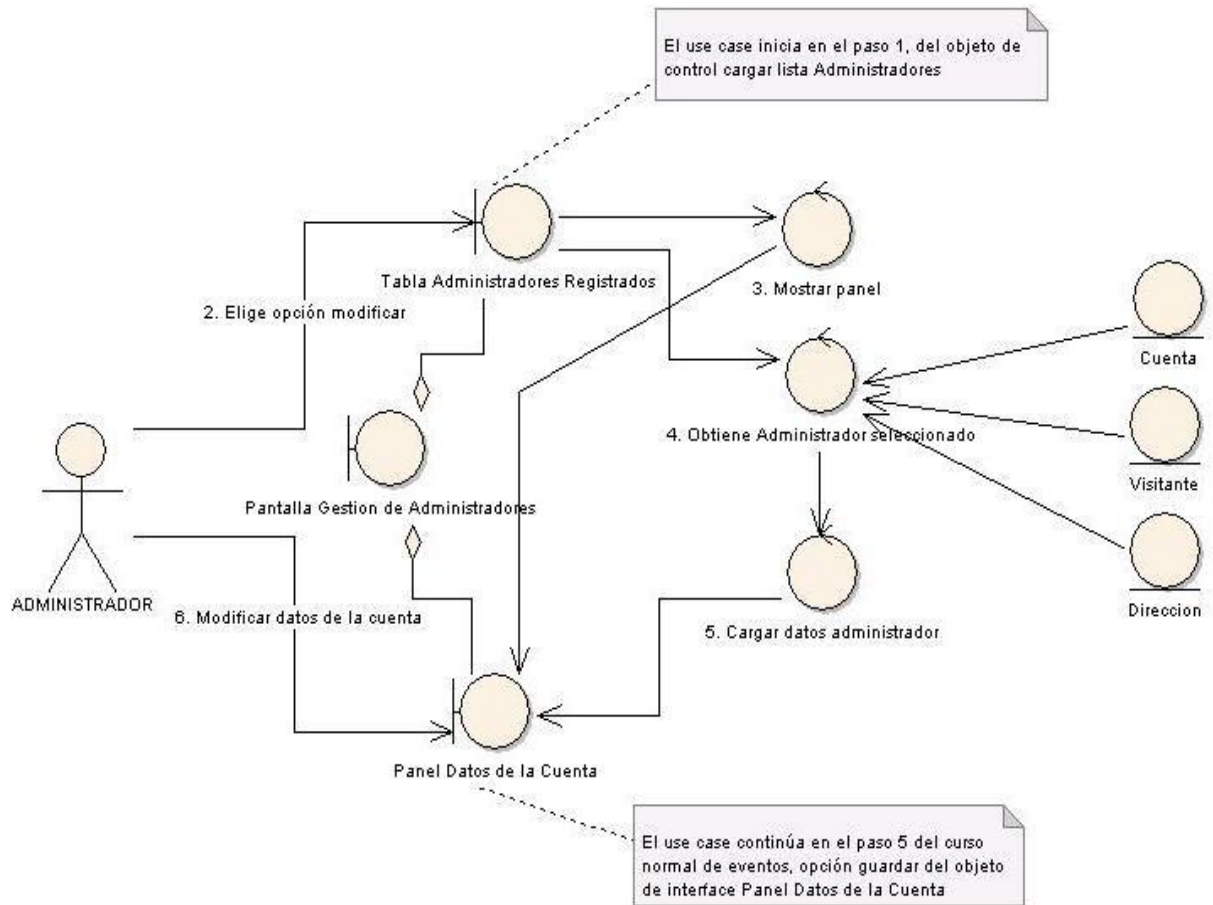 El use case inicia en el paso 1, del objeto de
control cargar lista Administradores
Tabla Administradores Registrados
3. Mostrar panel
2. Elige opción modificar
Cuenta
4. Obtiene Administrador seleccionado
Visitante
Pantalla Gestion de Administradores
ADMINISTRADOR
6. Modificar datos de la cuenta
5. Cargar datos administrador
Direccion
Panel Datos de la Cuenta
El use case continúa en el paso 5 del curso
normal de eventos, opción guardar del objeto
de interface Panel Datos de la Cuenta